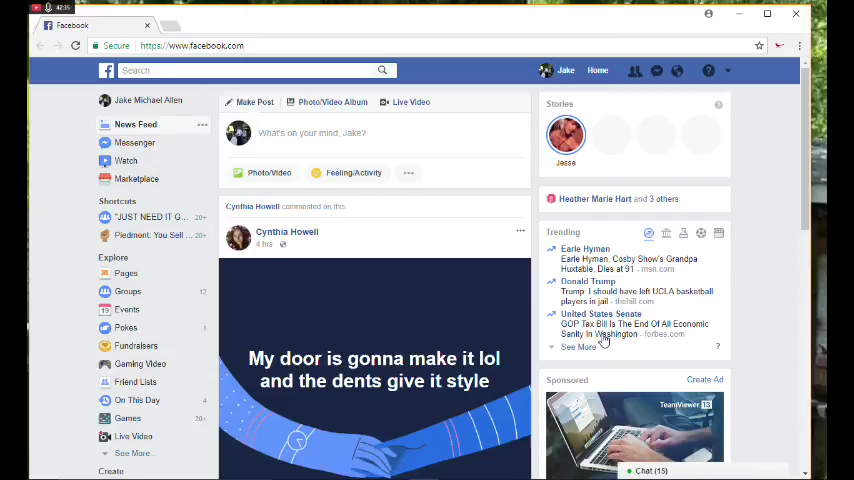 42:35
Facebook
Secure
https://www.facebook.com
Search
Jake
Home
Jake Michael Allen
News Feed
Messenger
Watch
Marketplace
Shortcuts
"JUST NEED IT G... 20+
Piedmont: You Sell ... 20+
Explore
Pages
Groups 12
Events
Pokes 1
Fundraisers
Gaming Video
Friend Lists
On This Day 4
Games 20+
Live Video
See More...
Create
Make Post
Photo/Video Album
Live Video
What's on your mind, Jake?
Photo/Video
Feeling/Activity
Cynthia Howell commented on this.
Cynthia Howell
4 hrs
My door is gonna make it lol
and the dents give it style
Stories
Jesse
Heather Marie Hart and 3 others
Trending
Earle Hyman
Earle Hyman, Cosby Show's Grandpa
Huxtable, Dies at 91 - msn.com
Donald Trump
Trump: I should have left UCLA basketball
players in jail - thehill.com
United States Senate
GOP Tax Bill Is The End Of All Economic
Sanity In Washington - forbes.com
See More
?
Sponsored
Create Ad
TeamViewer 13
Chat (15)